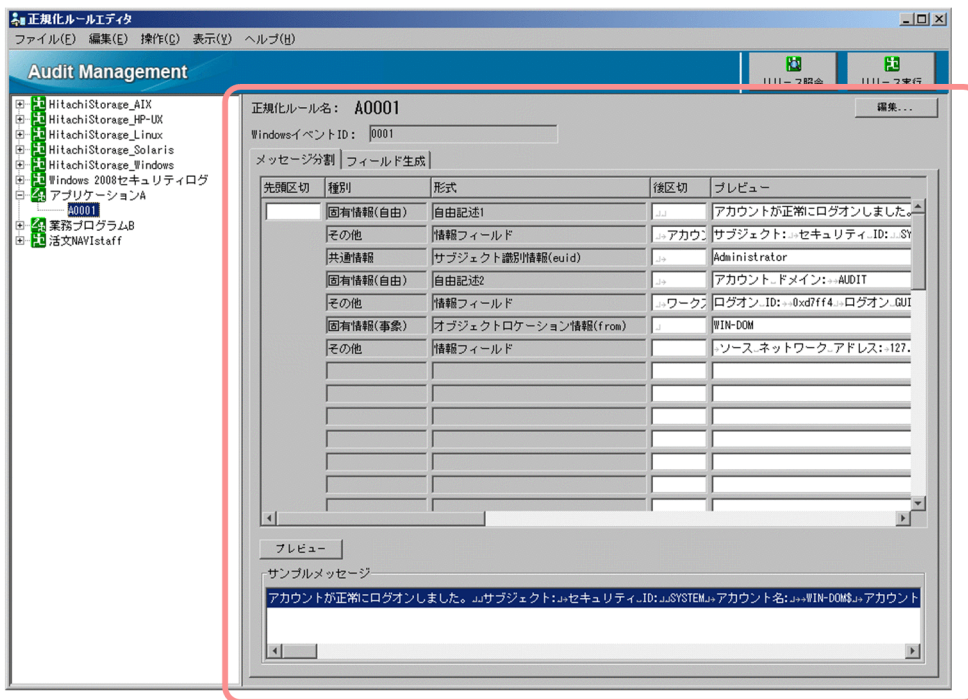 正規化ルールエディタ
ファイル(F) 編集(E) 操作(C) 表示(V) ヘルプ(H)
Audit Management
リリース照会 リリース実行
HitachiStorage_AIX
HitachiStorage_HP-UX
HitachiStorage_Linux
HitachiStorage_Solaris
HitachiStorage_Windows
Windows 2008セキュリティログ
アプリケーションA
A0001
業務プログラムB
活文NAVIstaff
正規化ルール名: A0001
編集...
WindowsイベントID: 0001
メッセージ分割 フィールド生成
先頭区切 種別 形式 後区切 プレビュー
固有情報(自由) 自由記述1 アカウントが正常にログオンしました。
その他 情報フィールド アカウン サブジェクト: セキュリティ ID: SY
共通情報 サブジェクト識別情報(euid) Administrator
固有情報(自由) 自由記述2 アカウント ドメイン: AUDIT
その他 情報フィールド ワークス ログオン ID: 0xd7ff4 ログオン GUI
固有情報(事象) オブジェクトロケーション情報(from) WIN-DOM
その他 情報フィールド ソース ネットワーク アドレス: 127.
プレビュー
サンプルメッセージ
アカウントが正常にログオンしました。 サブジェクト: セキュリティ ID: SYSTEM アカウント名: WIN-DOM$ アカウント